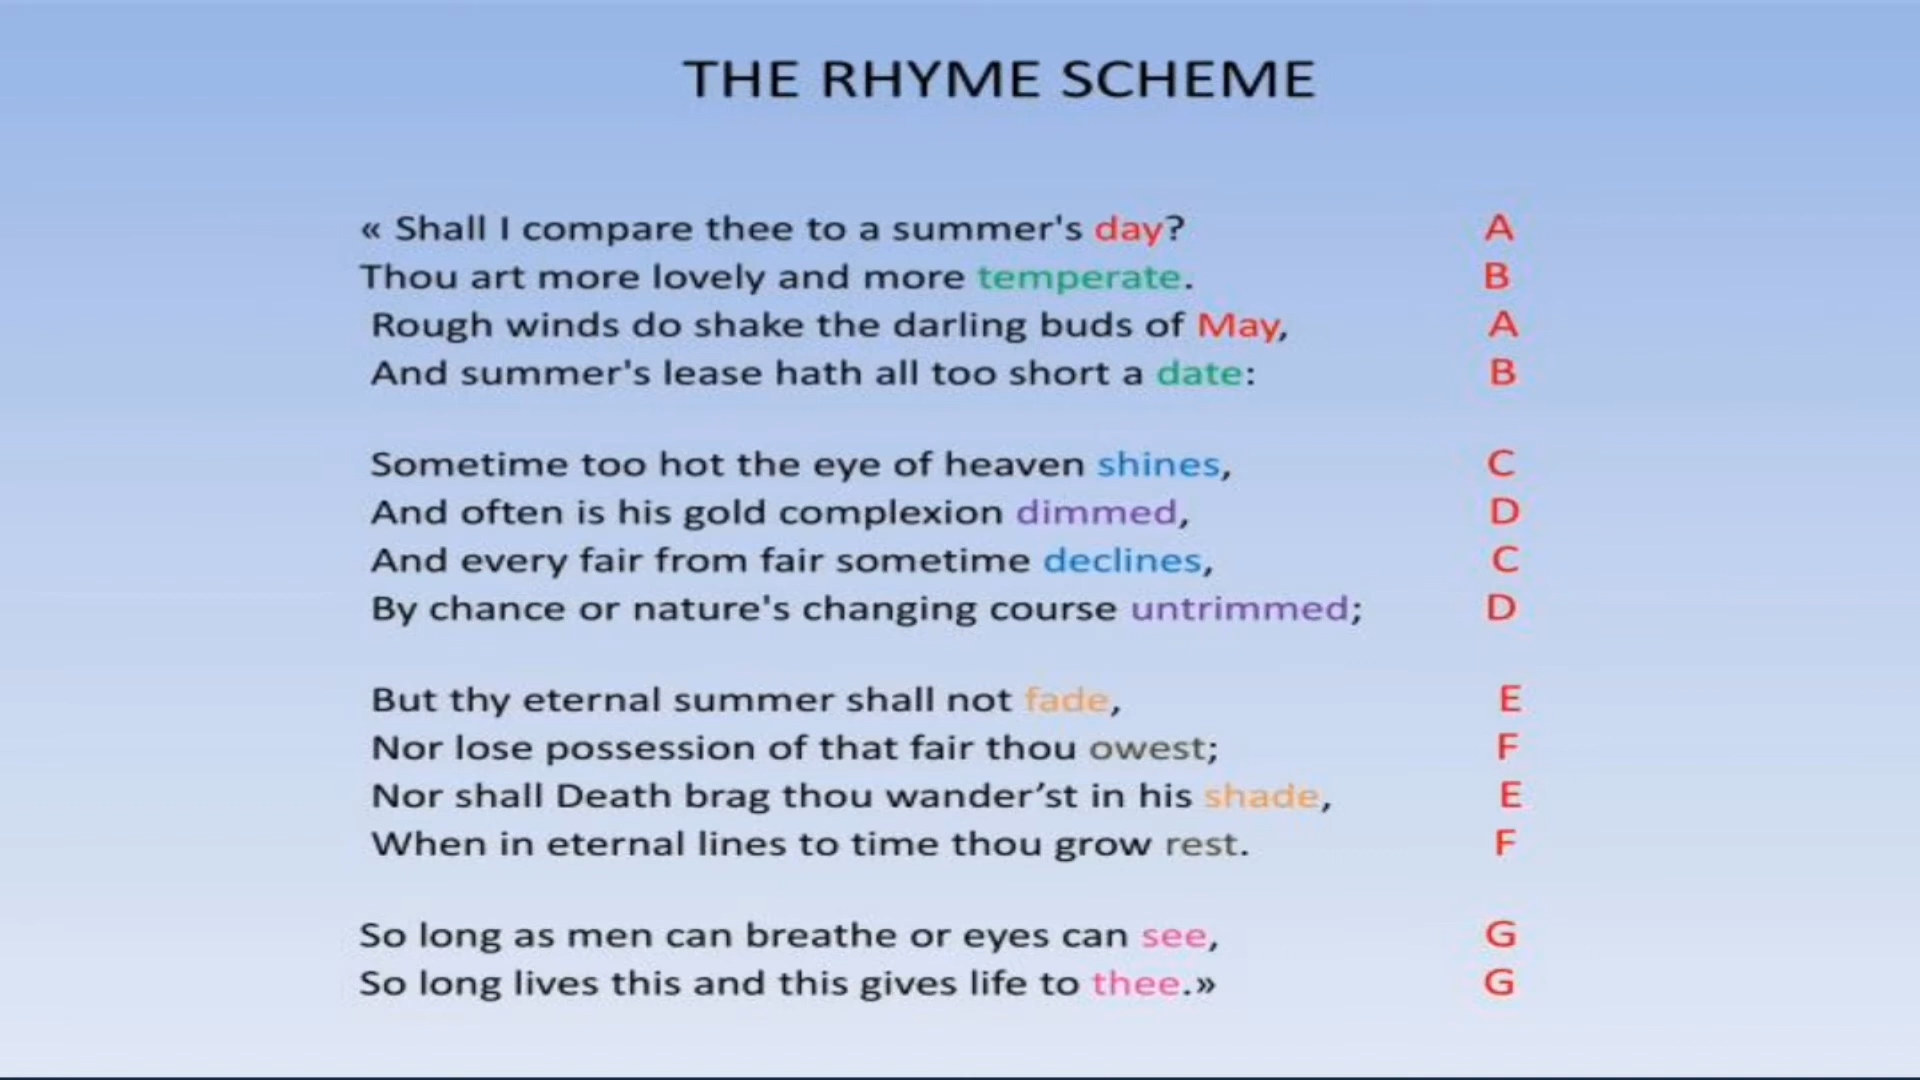 THE RHYME SCHEME
« Shall I compare thee to a summer's day? A
Thou art more lovely and more temperate. B
Rough winds do shake the darling buds of May, A
And summer's lease hath all too short a date: B
Sometime too hot the eye of heaven shines, C
And often is his gold complexion dimmed, D
And every fair from fair sometime declines, C
By chance or nature's changing course untrimmed; D
But thy eternal summer shall not fade, E
Nor lose possession of that fair thou owest; F
Nor shall Death brag thou wander’st in his shade, E
When in eternal lines to time thou grow rest. F
So long as men can breathe or eyes can see, G
So long lives this and this gives life to thee.» G